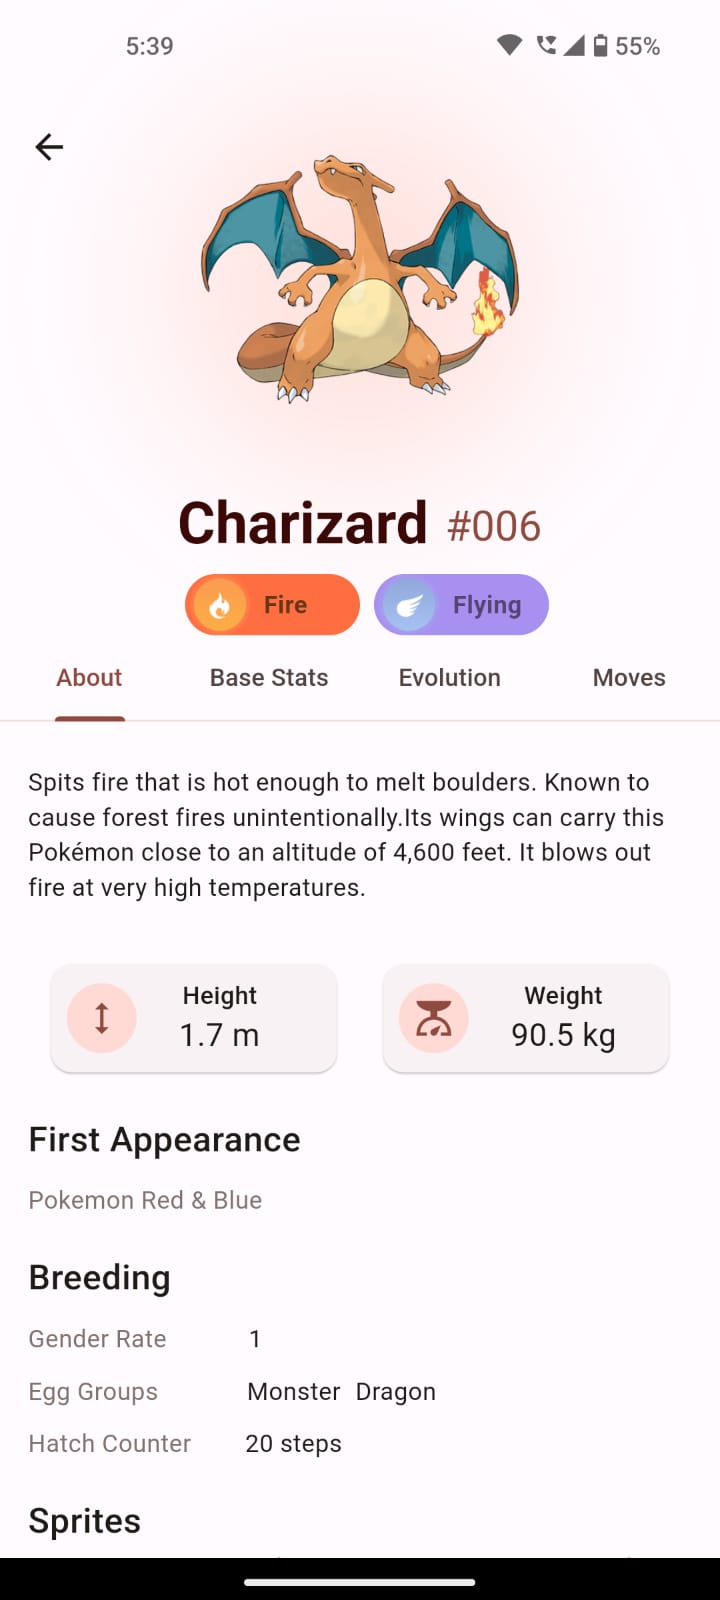 5:39 55%
Charizard #006
Fire Flying
About Base Stats Evolution Moves
Spits fire that is hot enough to melt boulders. Known to
cause forest fires unintentionally.Its wings can carry this
Pokémon close to an altitude of 4,600 feet. It blows out
fire at very high temperatures.
Height
1.7 m
Weight
90.5 kg
First Appearance
Pokemon Red & Blue
Breeding
Gender Rate 1
Egg Groups Monster Dragon
Hatch Counter 20 steps
Sprites